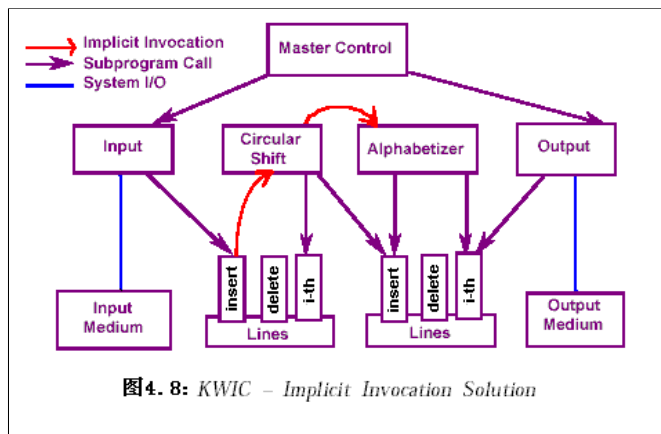 Implicit Invocation
Subprogram Call
System I/O
Master Control
Input
Circular
Shift
Alphabetizer
Output
insert
delete
i-th
Lines
insert
delete
i-th
Lines
Input
Medium
Output
Medium
图4.8: KWIC – Implicit Invocation Solution